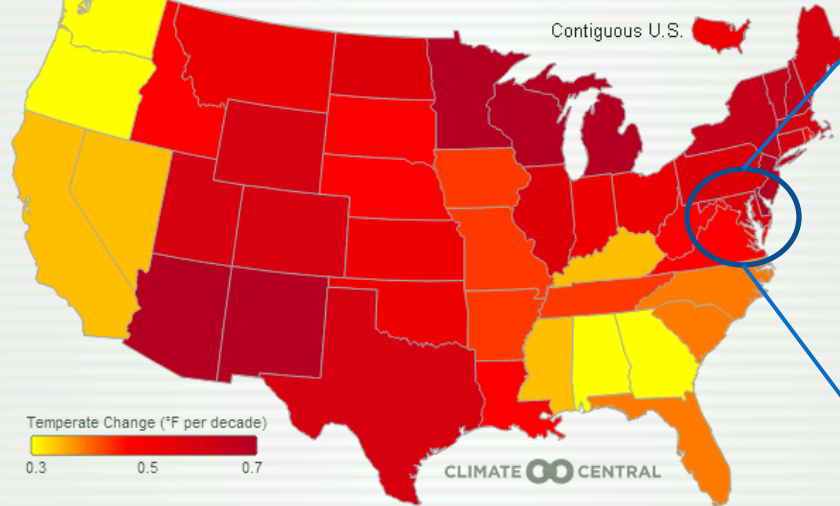 Contiguous U.S.
Temperate Change (°F per decade)
0.3 0.5 0.7
CLIMATE CENTRAL